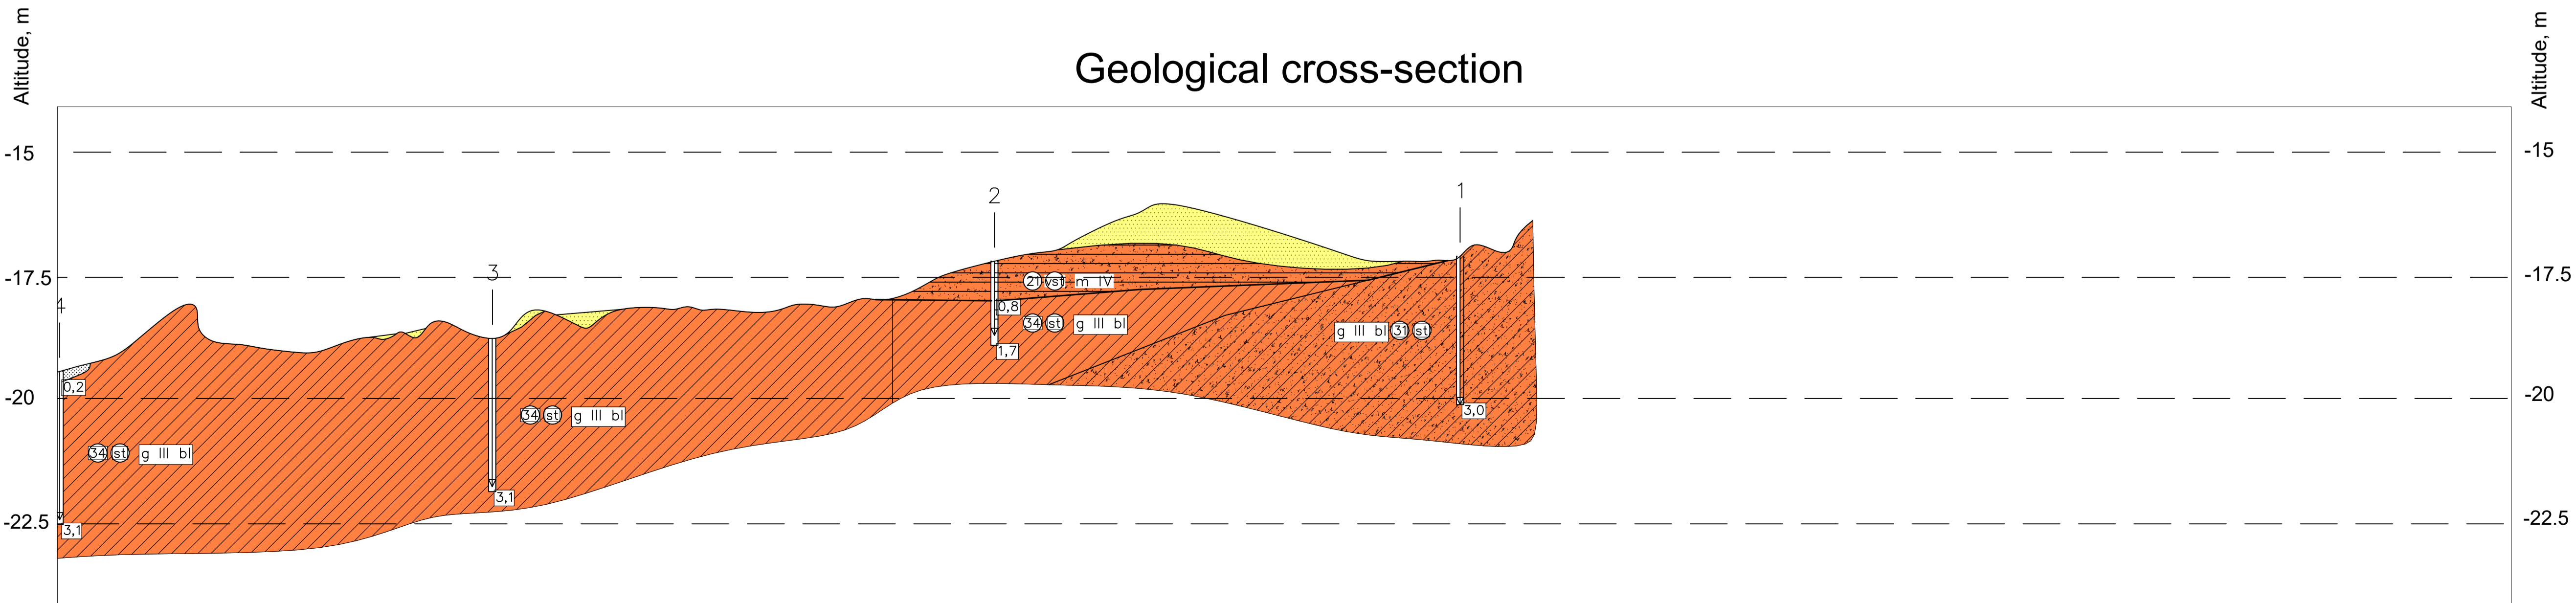 Altitude, m
Altitude, m
Geological cross-section
-15
-15
1
2
3
-17.5
-17.5
21 vst m IV
4
0,8
34 st g III bl
g III bl 31 st
1,7
0,2
-20
-20
3,0
34 st g III bl
34 st g III bl
3,1
-22.5
-22.5
3,1